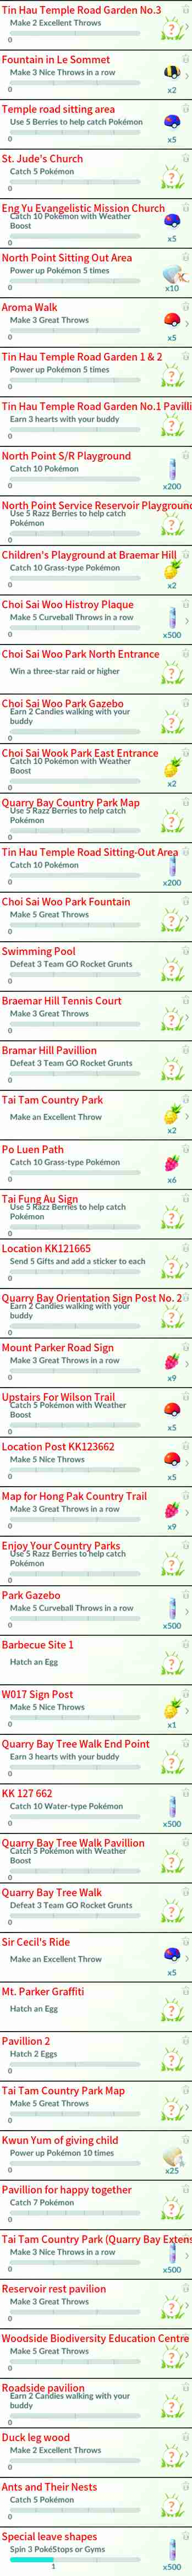 Tin Hau Temple Road Garden No.3
Make 2 Excellent Throws
?
0
Fountain in Le Sommet
Make 3 Nice Throws in a row
0
x2
Temple road sitting area
Use 5 Berries to help catch Pokémon
0
x5
St. Jude's Church
Catch 5 Pokémon
?
0
Eng Yu Evangelistic Mission Church
Catch 10 Pokémon with Weather
Boost
0
x5
North Point Sitting Out Area
Power up Pokémon 5 times
0
x10
Aroma Walk
Make 3 Great Throws
0
x5
Tin Hau Temple Road Garden 1 & 2
Power up Pokémon 5 times
?
0
Tin Hau Temple Road Garden No.1 Pavilli
Earn 3 hearts with your buddy
?
0
North Point S/R Playground
Catch 10 Pokémon
0
x200
North Point Service Reservoir Playground
Use 5 Razz Berries to help catch
Pokémon
?
0
Children's Playground at Braemar Hill
Catch 10 Grass-type Pokémon
0
x2
Choi Sai Woo Histroy Plaque
Make 5 Curveball Throws in a row
0
x500
Choi Sai Woo Park North Entrance
Win a three-star raid or higher
?
Choi Sai Woo Park Gazebo
Earn 2 Candies walking with your
buddy
?
0
Choi Sai Wook Park East Entrance
Catch 10 Pokémon with Weather
Boost
0
x2
Quarry Bay Country Park Map
Use 5 Razz Berries to help catch
Pokémon
?
0
Tin Hau Temple Road Sitting-Out Area
Catch 10 Pokémon
0
x200
Choi Sai Woo Park Fountain
Make 5 Great Throws
?
0
Swimming Pool
Defeat 3 Team GO Rocket Grunts
?
0
Braemar Hill Tennis Court
Make 3 Great Throws
?
0
Bramar Hill Pavillion
Defeat 3 Team GO Rocket Grunts
?
0
Tai Tam Country Park
Make an Excellent Throw
x2
Po Luen Path
Catch 10 Grass-type Pokémon
0
x6
Tai Fung Au Sign
Use 5 Razz Berries to help catch
Pokémon
?
0
Location KK121665
Send 5 Gifts and add a sticker to each
?
0
Quarry Bay Orientation Sign Post No. 2
Earn 2 Candies walking with your
buddy
?
0
Mount Parker Road Sign
Make 3 Great Throws in a row
0
x9
Upstairs For Wilson Trail
Catch 5 Pokémon with Weather
Boost
0
x5
Location Post KK123662
Make 5 Nice Throws
0
x5
Map for Hong Pak Country Trail
Make 3 Great Throws in a row
0
x9
Enjoy Your Country Parks
Use 5 Razz Berries to help catch
Pokémon
?
0
Park Gazebo
Make 5 Curveball Throws in a row
0
x500
Barbecue Site 1
Hatch an Egg
?
W017 Sign Post
Make 5 Nice Throws
0
x1
Quarry Bay Tree Walk End Point
Earn 3 hearts with your buddy
?
0
KK 127 662
Catch 10 Water-type Pokémon
0
x500
Quarry Bay Tree Walk Pavillion
Catch 5 Pokémon with Weather
Boost
?
0
Quarry Bay Tree Walk
Defeat 3 Team GO Rocket Grunts
?
0
Sir Cecil's Ride
Make an Excellent Throw
x5
Mt. Parker Graffiti
Hatch an Egg
?
Pavillion 2
Hatch 2 Eggs
?
0
Tai Tam Country Park Map
Make 5 Great Throws
?
0
Kwun Yum of giving child
Power up Pokémon 10 times
0
x25
Pavillion for happy together
Catch 7 Pokémon
?
0
Tai Tam Country Park (Quarry Bay Extens
Make 3 Nice Throws in a row
0
x500
Reservoir rest pavilion
Make 3 Great Throws
?
0
Woodside Biodiversity Education Centre
Make 5 Great Throws
?
0
Roadside pavilion
Earn 2 Candies walking with your
buddy
?
0
Duck leg wood
Make 2 Excellent Throws
?
0
Ants and Their Nests
Catch 5 Pokémon
?
0
Special leave shapes
Spin 3 PokéStops or Gyms
1
x500